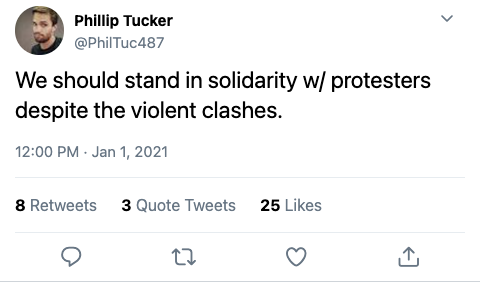 Phillip Tucker
@PhilTuc487
We should stand in solidarity w/ protesters
despite the violent clashes.
12:00 PM · Jan 1, 2021
8 Retweets 3 Quote Tweets 25 Likes